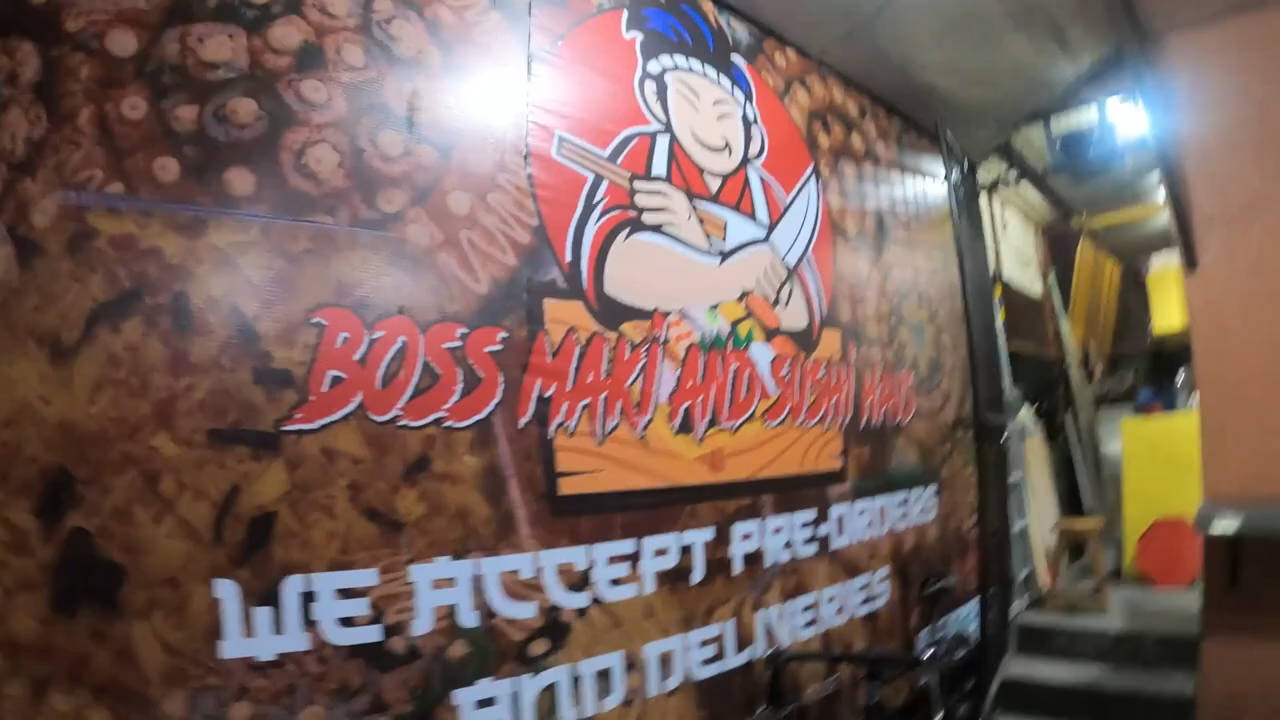 BOSS MAKI AND SUSHI HAUS
WE ACCEPT PRE-ORDERS
AND DELIVERIES